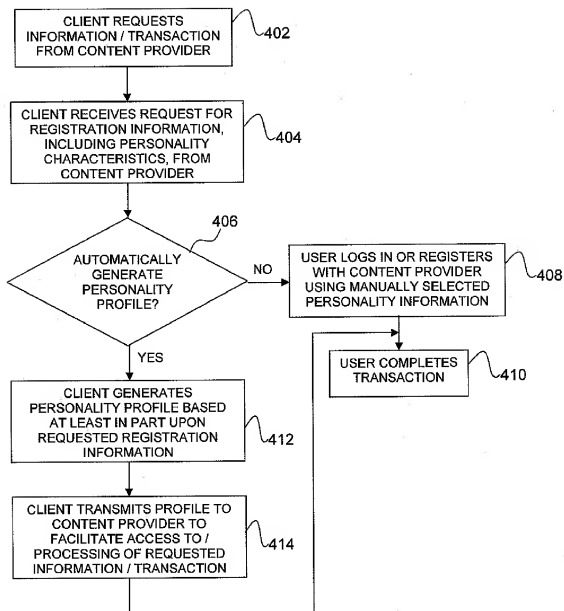 CLIENT REQUESTS
INFORMATION / TRANSACTION
FROM CONTENT PROVIDER
402
CLIENT RECEIVES REQUEST FOR
REGISTRATION INFORMATION,
INCLUDING PERSONALITY
CHARACTERISTICS, FROM
CONTENT PROVIDER
404
406
AUTOMATICALLY
GENERATE
PERSONALITY
PROFILE?
NO
USER LOGS IN OR REGISTERS
WITH CONTENT PROVIDER
USING MANUALLY SELECTED
PERSONALITY INFORMATION
408
YES
USER COMPLETES
TRANSACTION
410
CLIENT GENERATES
PERSONALITY PROFILE BASED
AT LEAST IN PART UPON
REQUESTED REGISTRATION
INFORMATION
412
CLIENT TRANSMITS PROFILE TO
CONTENT PROVIDER TO
FACILITATE ACCESS TO /
PROCESSING OF REQUESTED
INFORMATION / TRANSACTION
414